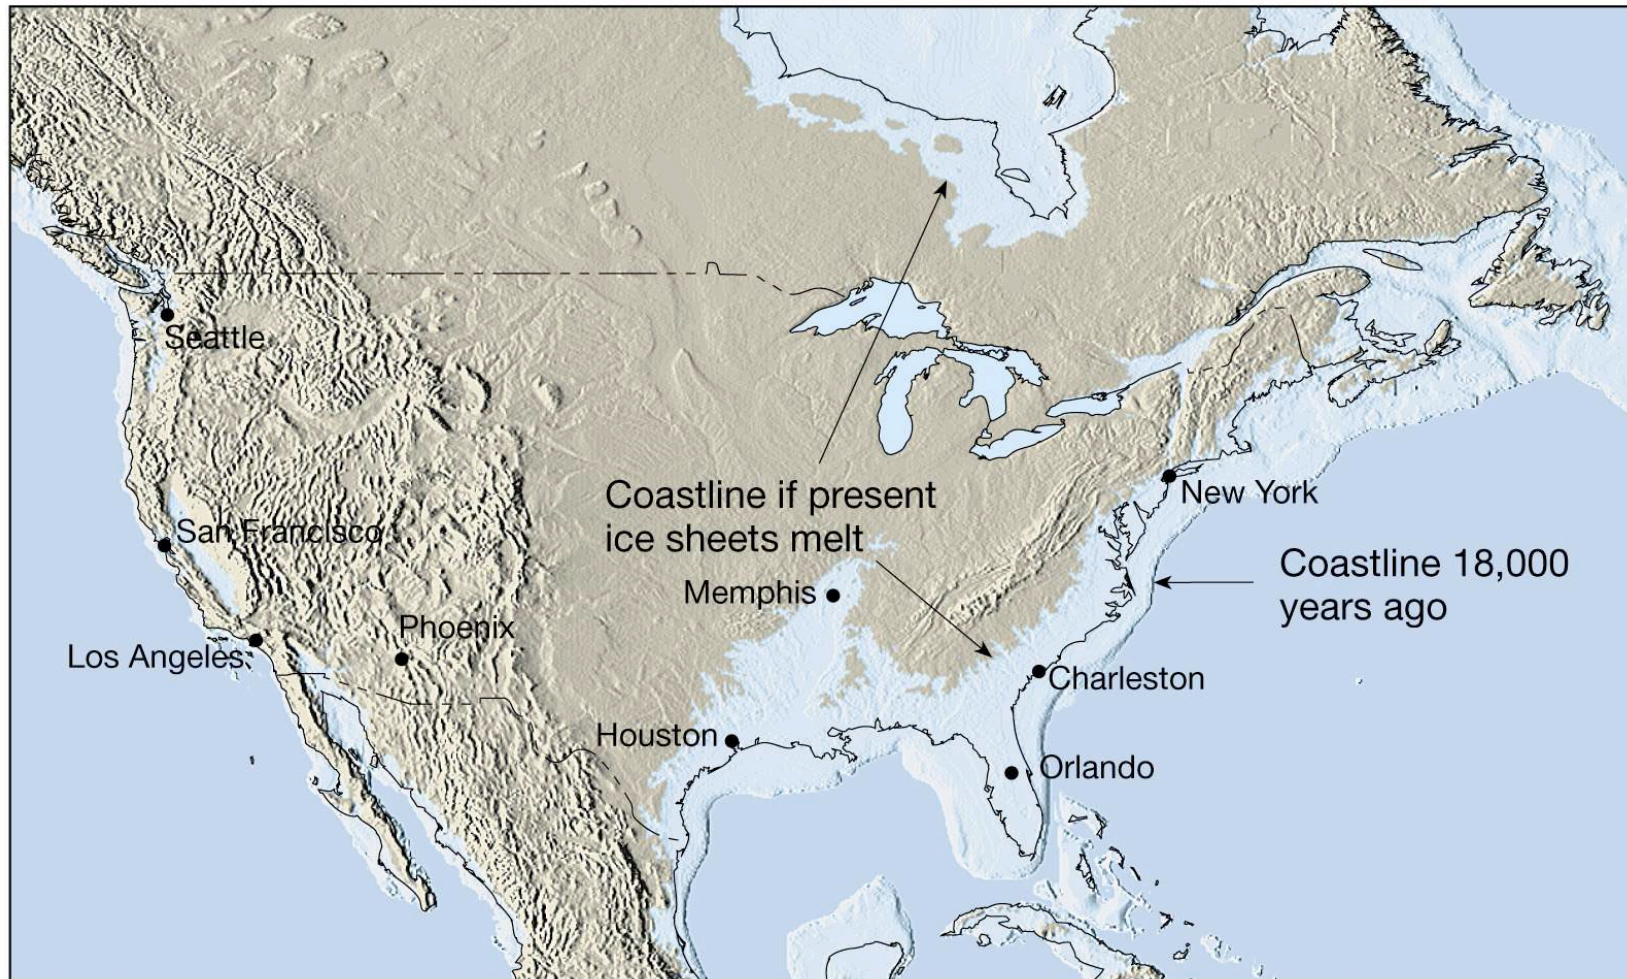 Seattle
Coastline if present
ice sheets melt
New York
San Francisco
Coastline 18,000
years ago
Memphis
Phoenix
Los Angeles
Charleston
Houston
Orlando